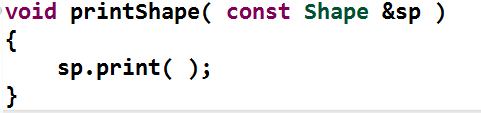 void printShape( const Shape &sp )
{
    sp.print( );
}